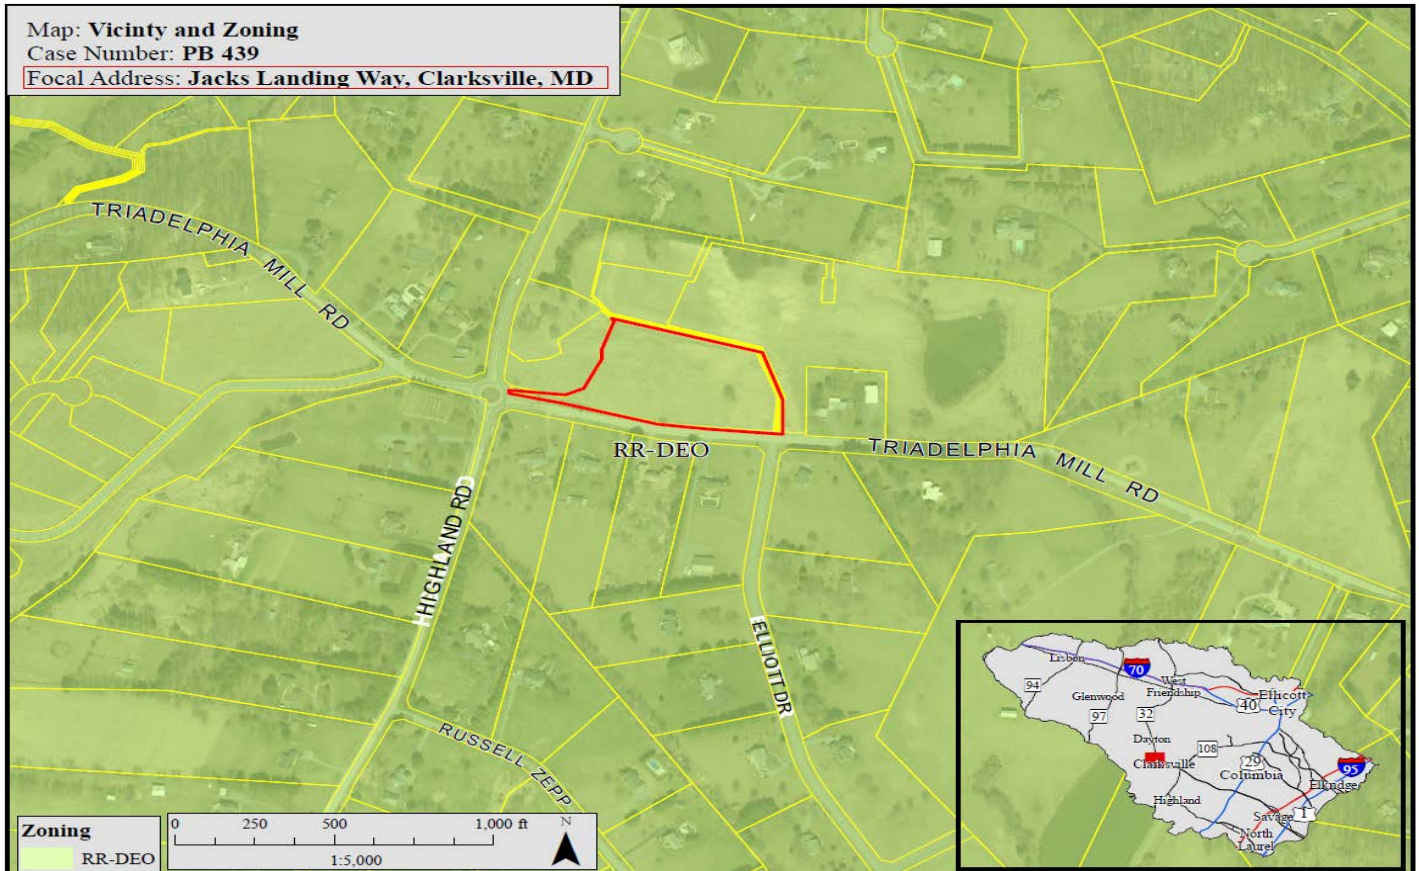 Map: Vicinty and Zoning
Case Number: PB 439
Focal Address: Jacks Landing Way, Clarksville, MD
TRIADELPHIA MILL RD
RR-DEO
TRIADELPHIA MILL RD
HHIGHLAND RD)
ELLIOTT DR
RUSSELL ZEPP
Zoning
RR-DEO
0 250 500 1,000 ft
1:5,000
N
Lisbon
70
94
Glenwood
West
Friendship
Ellicott
City
40
97
32
Dayton
108
Clarksville
29
Columbia
95
Elkridge
Highland
Savage
1
North
Laurel